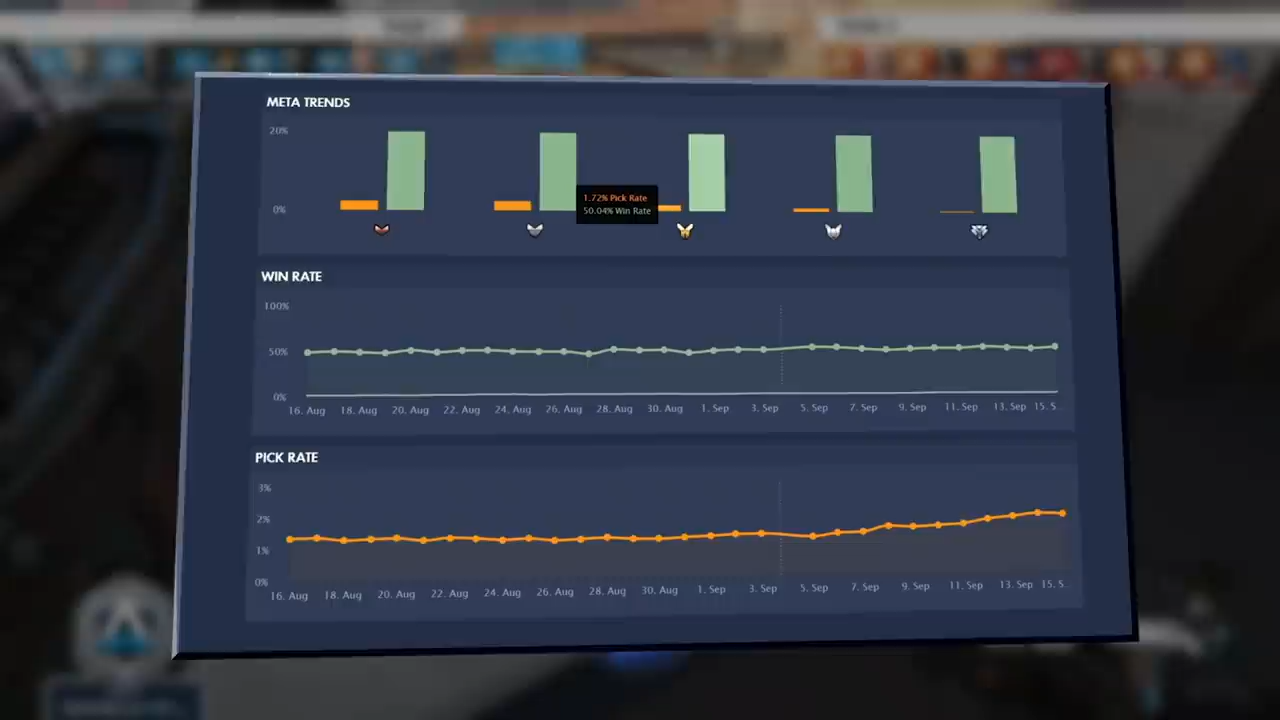 META TRENDS
20%
1.72% Pick Rate
50.04% Win Rate
0%
WIN RATE
100%
50%
0%
16. Aug 18. Aug 20. Aug 22. Aug 24. Aug 26. Aug 28. Aug 30. Aug 1. Sep 3. Sep 5. Sep 7. Sep 9. Sep 11. Sep 13. Sep 15. S...
PICK RATE
3%
2%
1%
0%
16. Aug 18. Aug 20. Aug 22. Aug 24. Aug 26. Aug 28. Aug 30. Aug 1. Sep 3. Sep 5. Sep 7. Sep 9. Sep 11. Sep 13. Sep 15. S...